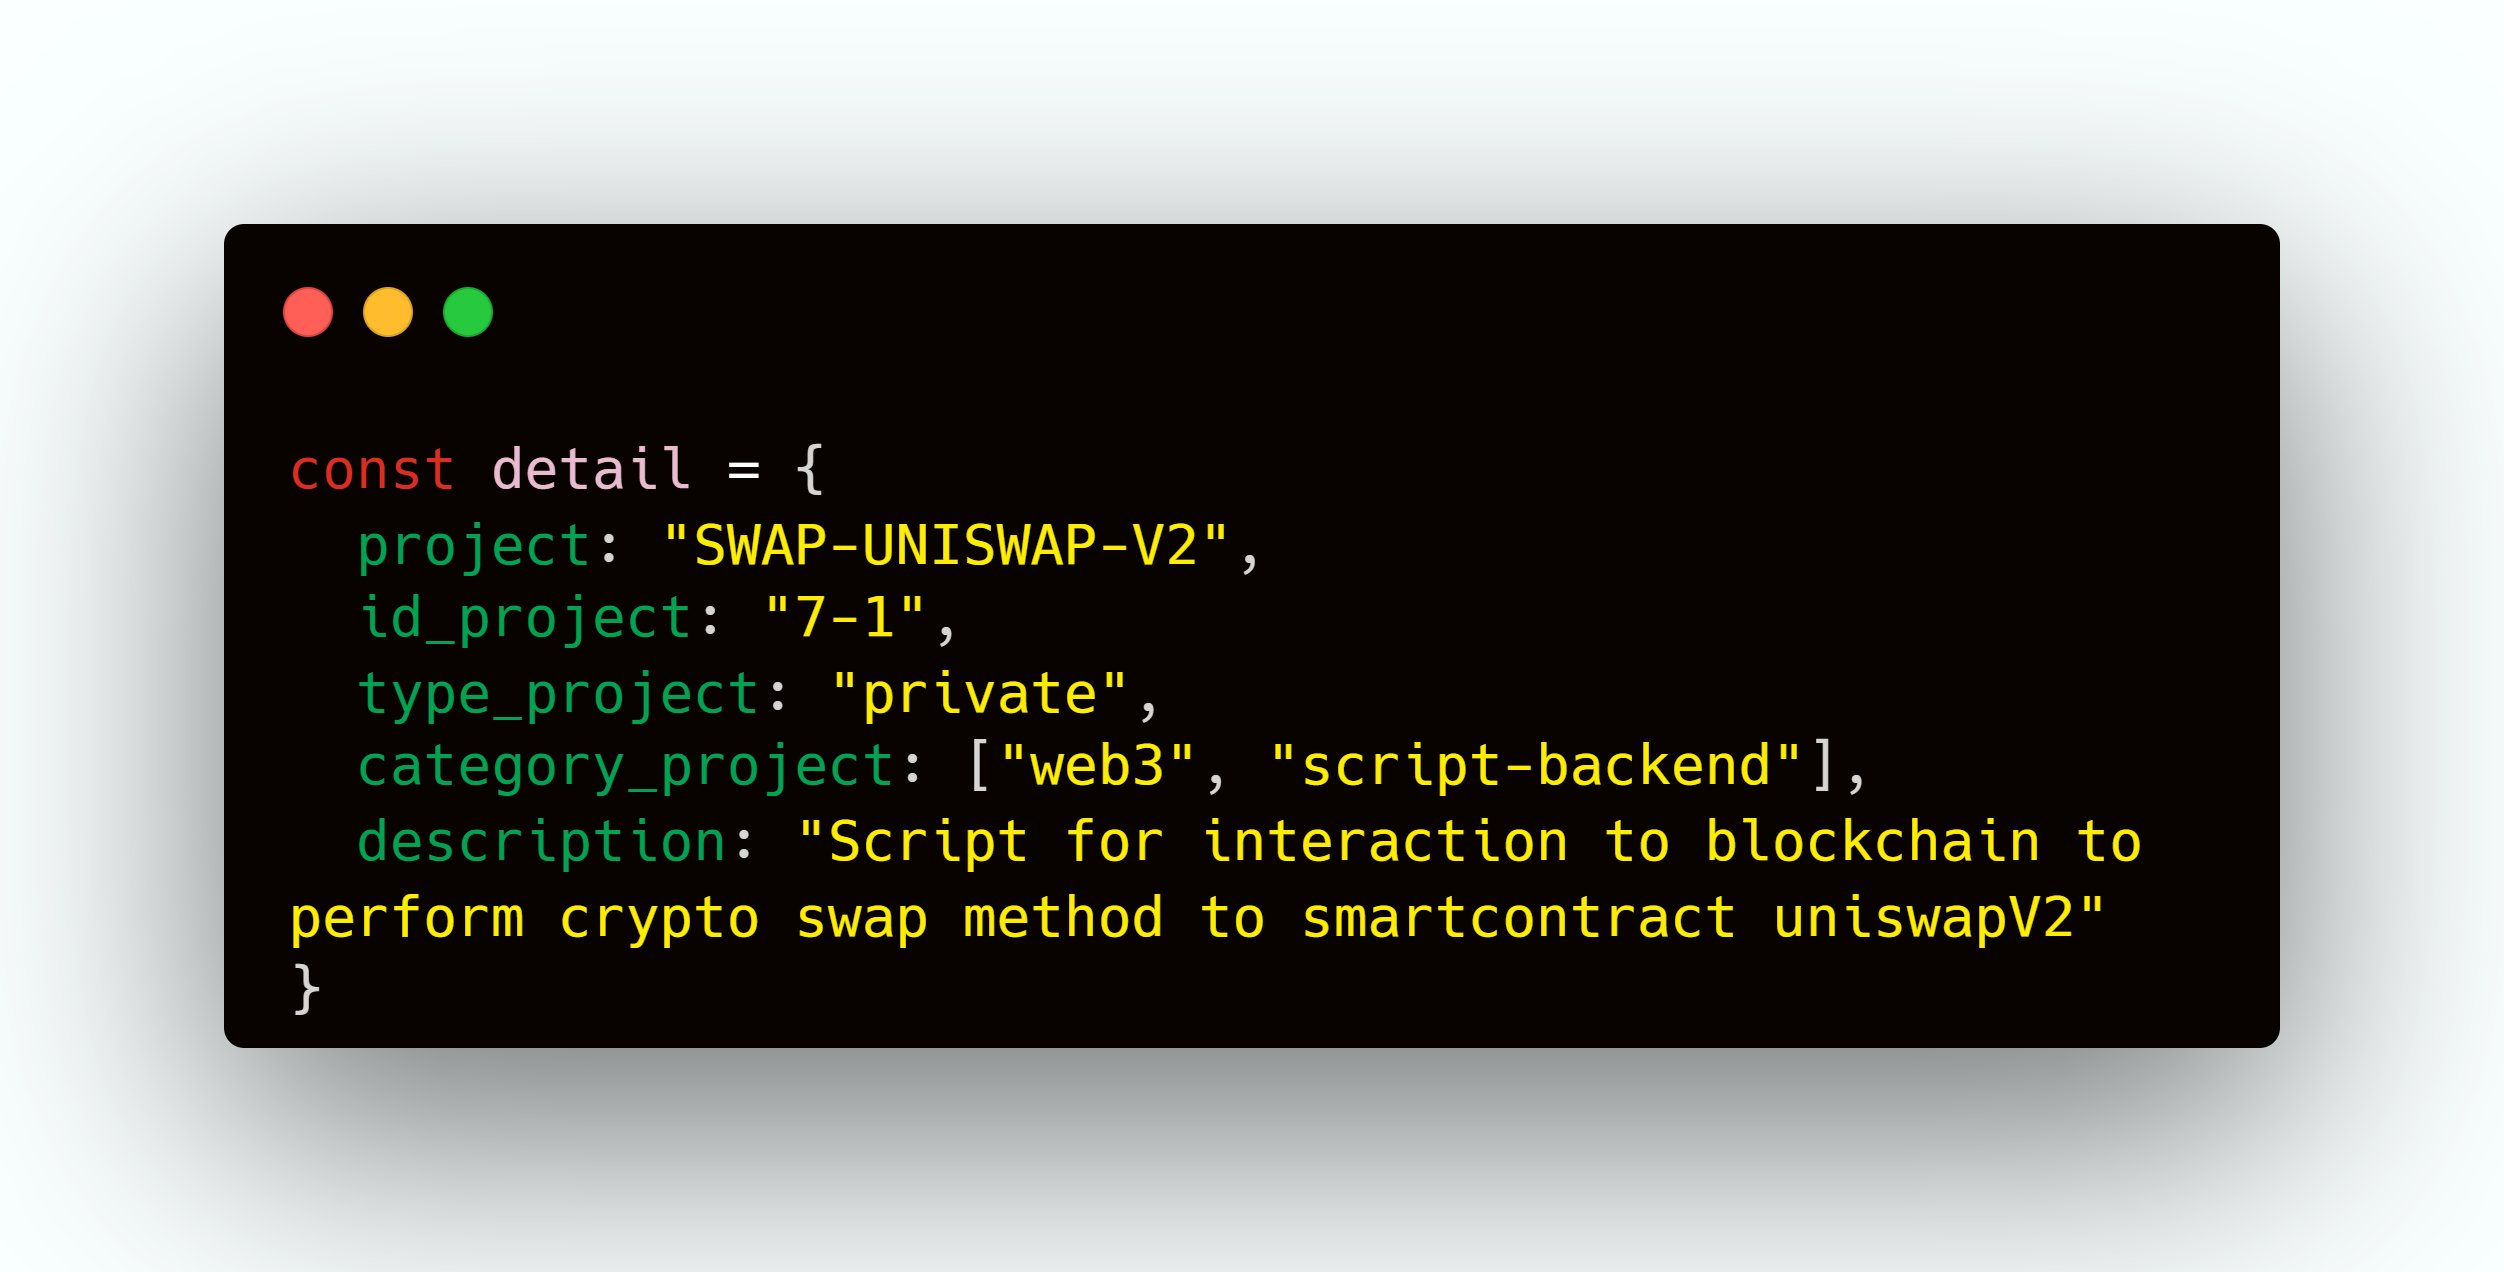 const detail = {
  project: "SWAP-UNISWAP-V2",
  id_project: "7-1",
  type_project: "private",
  category_project: ["web3", "script-backend"],
  description: "Script for interaction to blockchain to
perform crypto swap method to smartcontract uniswapV2"
}